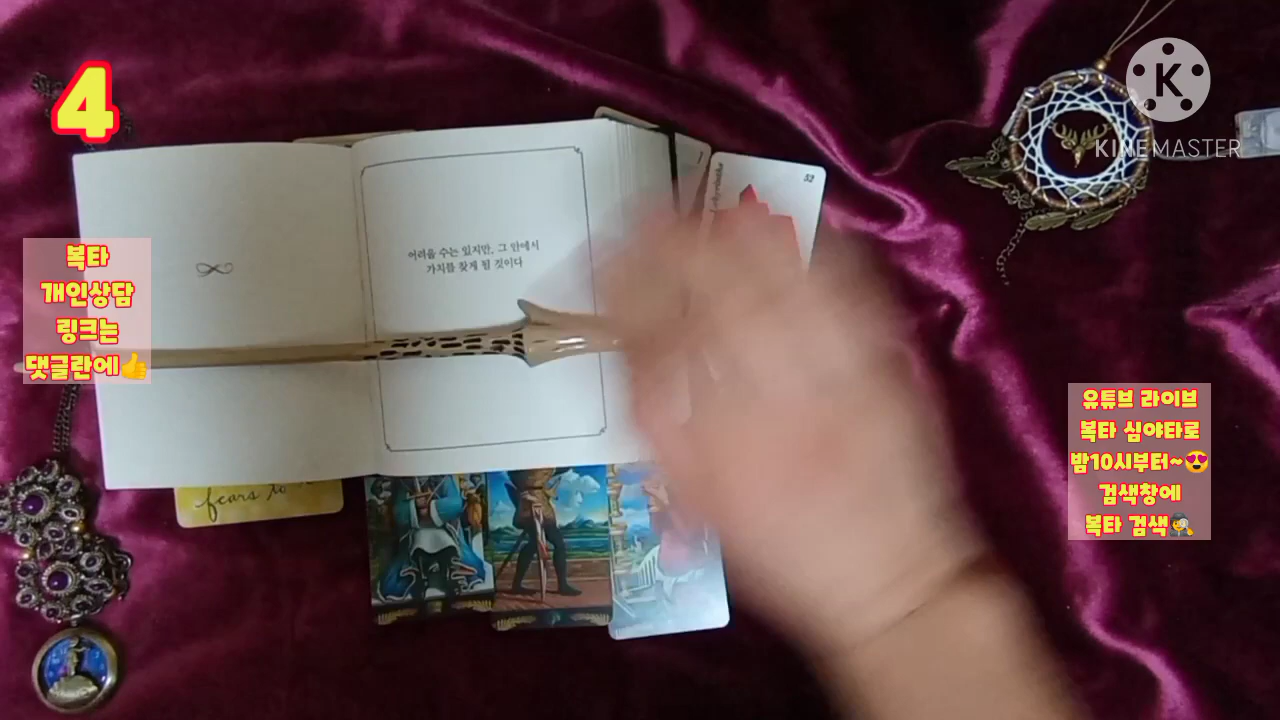 4
K
KINEMASTER
52
복타
개인상담
링크는
댓글란에👍
어려울 수는 있지만, 그 안에서
가치를 찾게 될 것이다
유튜브 라이브
복타 심야타로
밤10시부터~😍
검색창에
복타 검색🕵
fears to